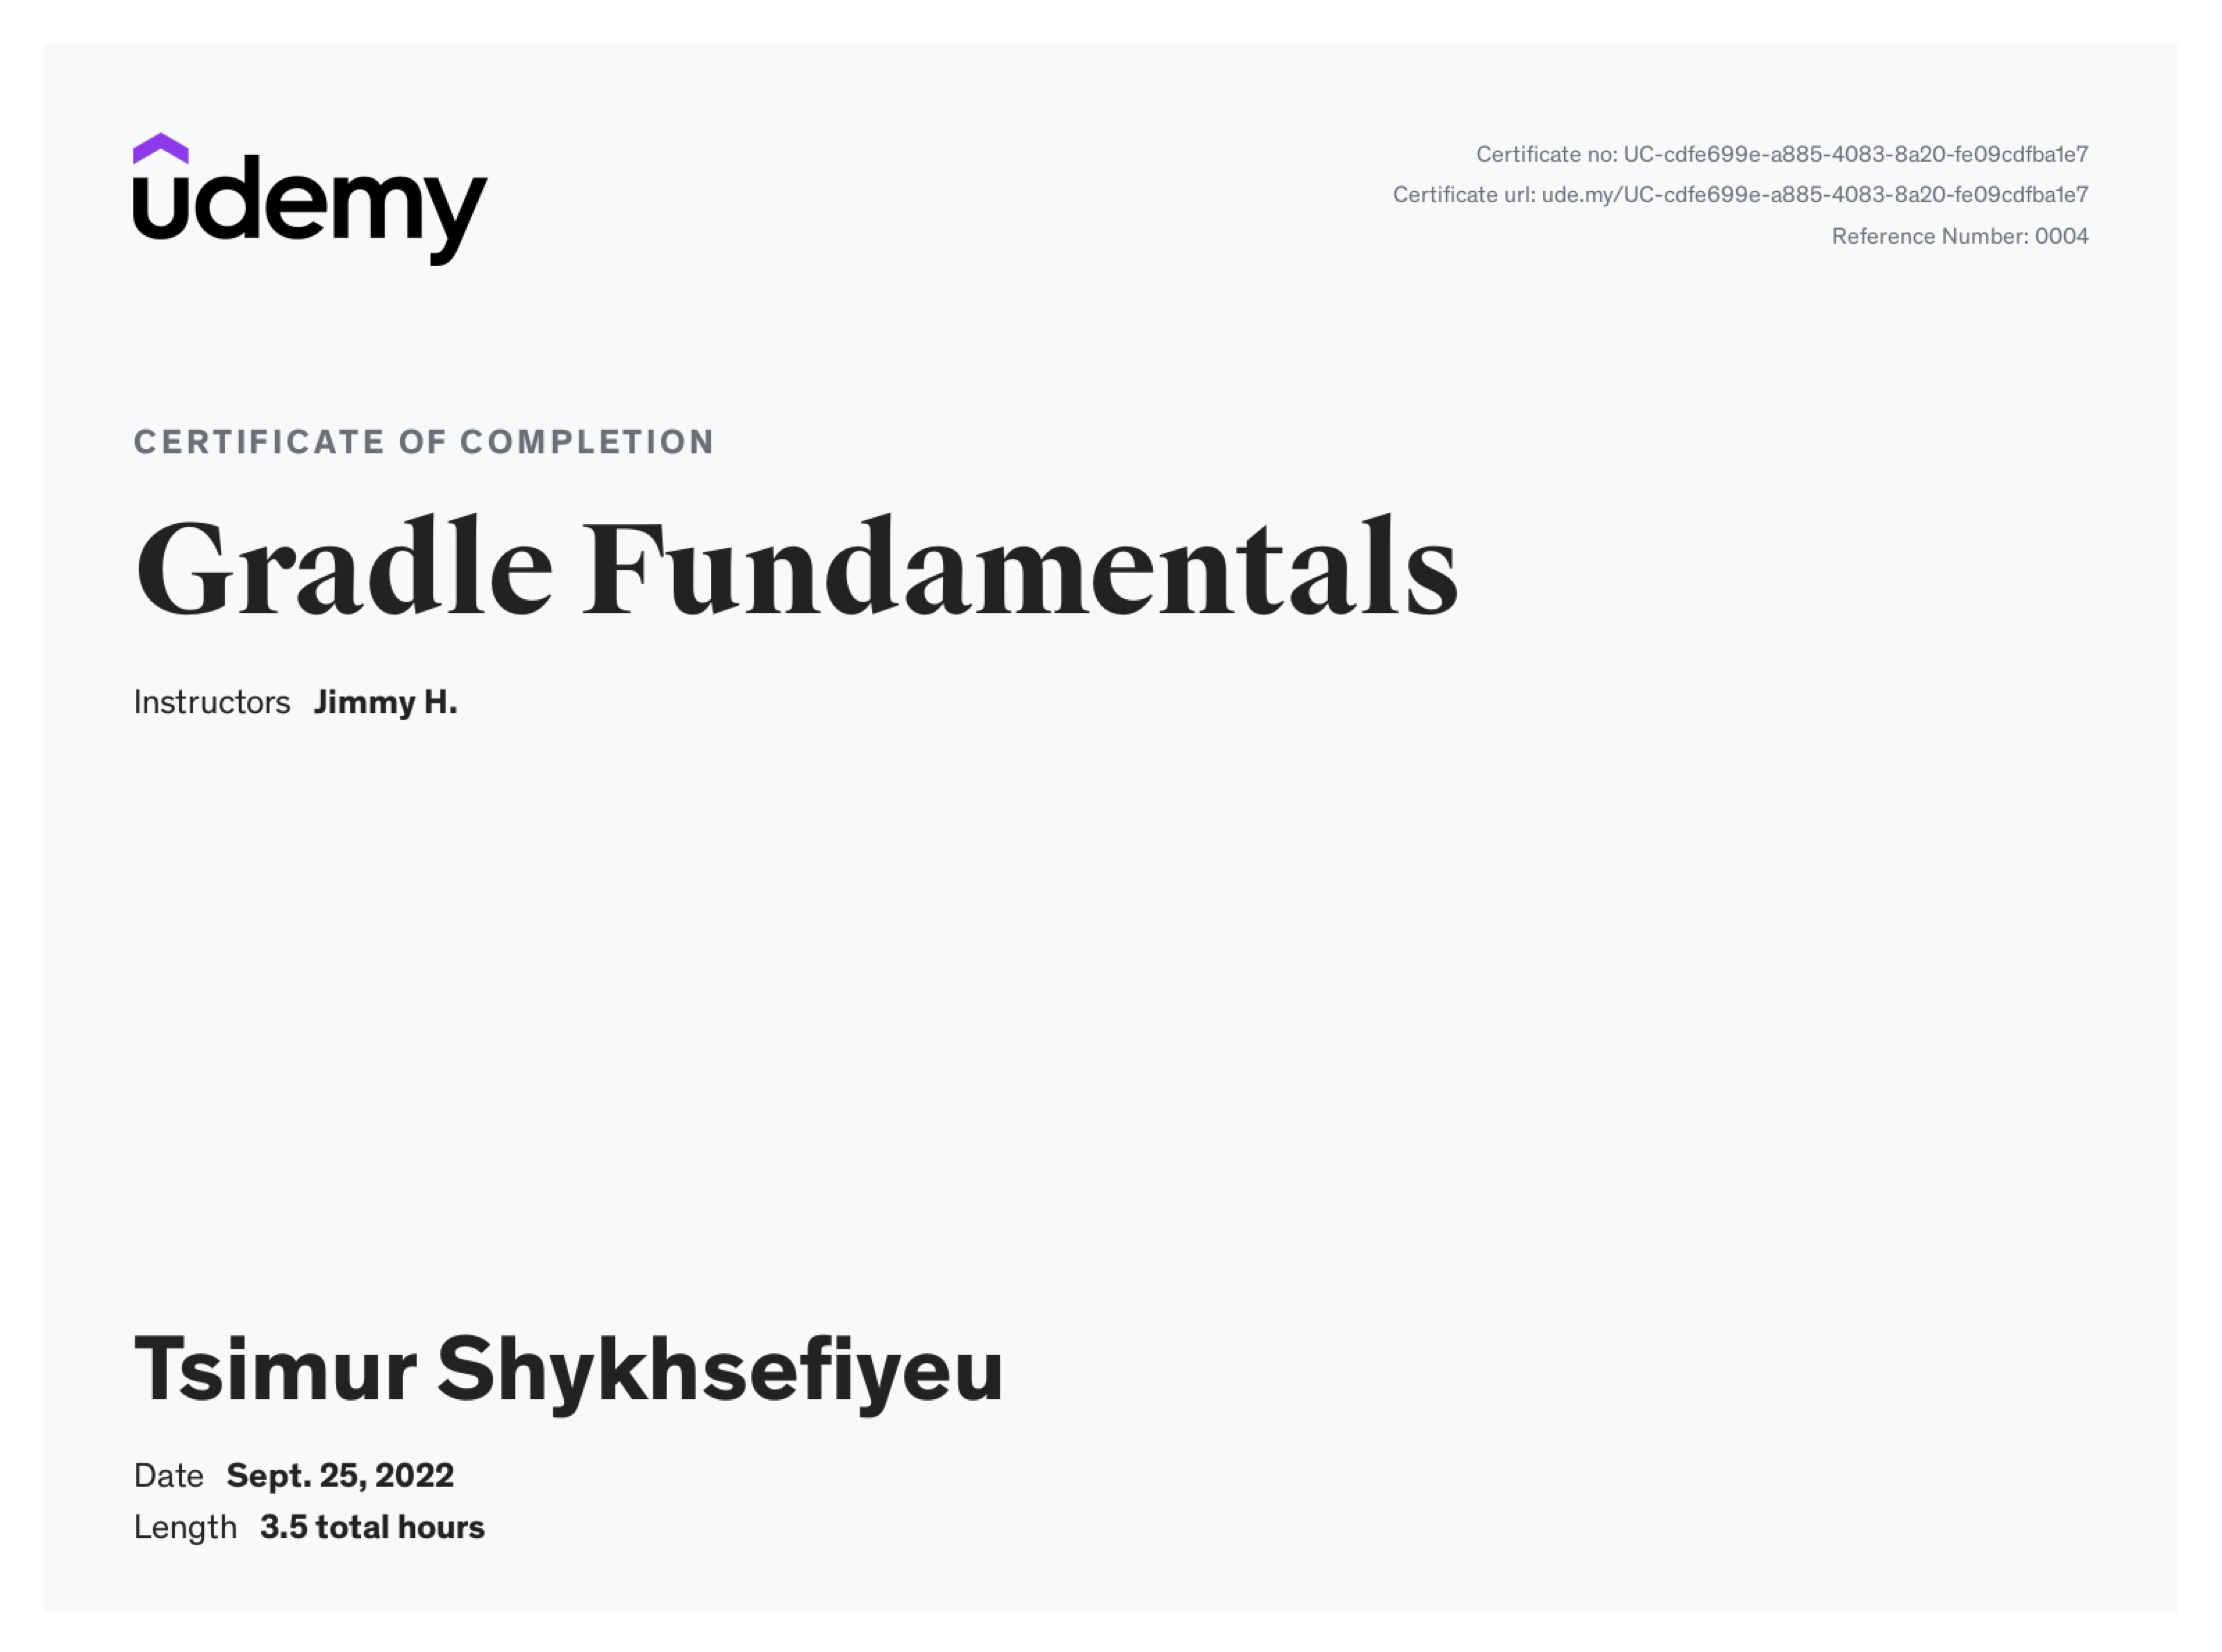 udemy
Certificate no: UC-cdfe699e-a885-4083-8a20-fe09cdfba1e7
Certificate url: ude.my/UC-cdfe699e-a885-4083-8a20-fe09cdfba1e7
Reference Number: 0004
CERTIFICATE OF COMPLETION
Gradle Fundamentals
Instructors Jimmy H.
Tsimur Shykhsefiyeu
Date Sept. 25, 2022
Length 3.5 total hours